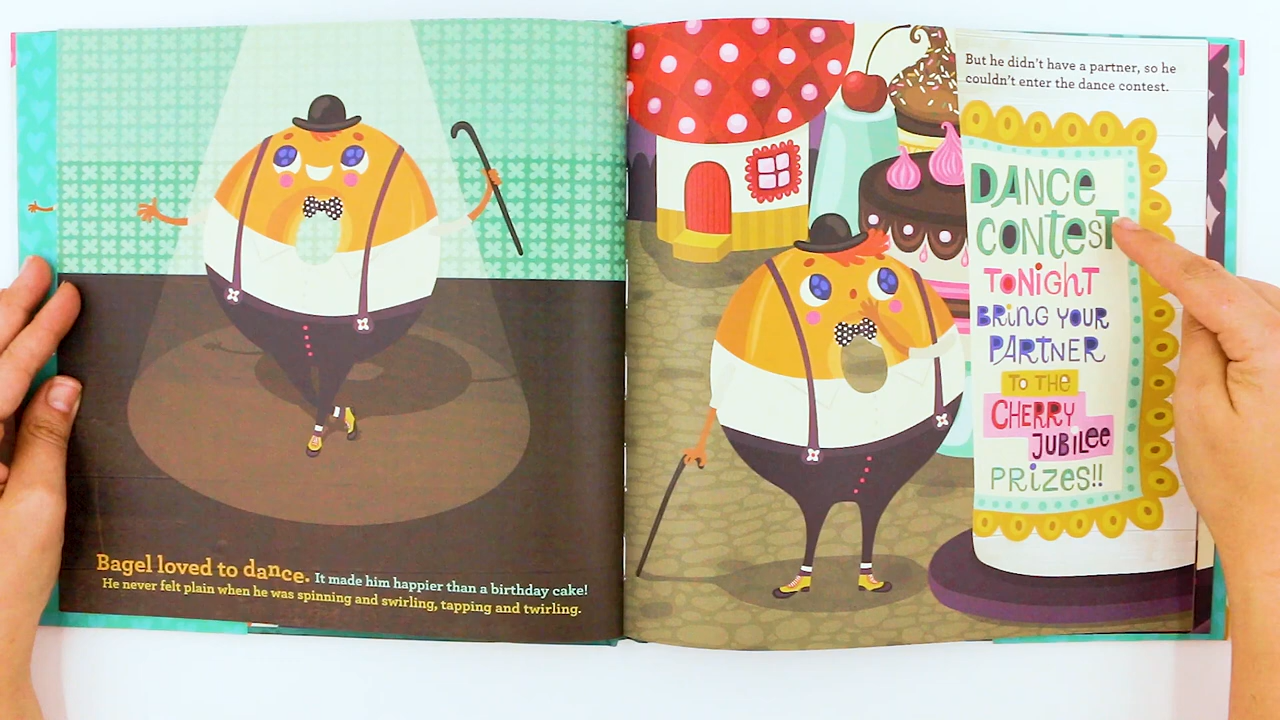 Bagel loved to dance. It made him happier than a birthday cake!
He never felt plain when he was spinning and swirling, tapping and twirling.
But he didn't have a partner, so he
couldn't enter the dance contest.
DANCE
CONTEST
TONIGHT
BRING YOUR
PARTNER
TO THE
CHERRY
JUBILEE
PRIZES!!